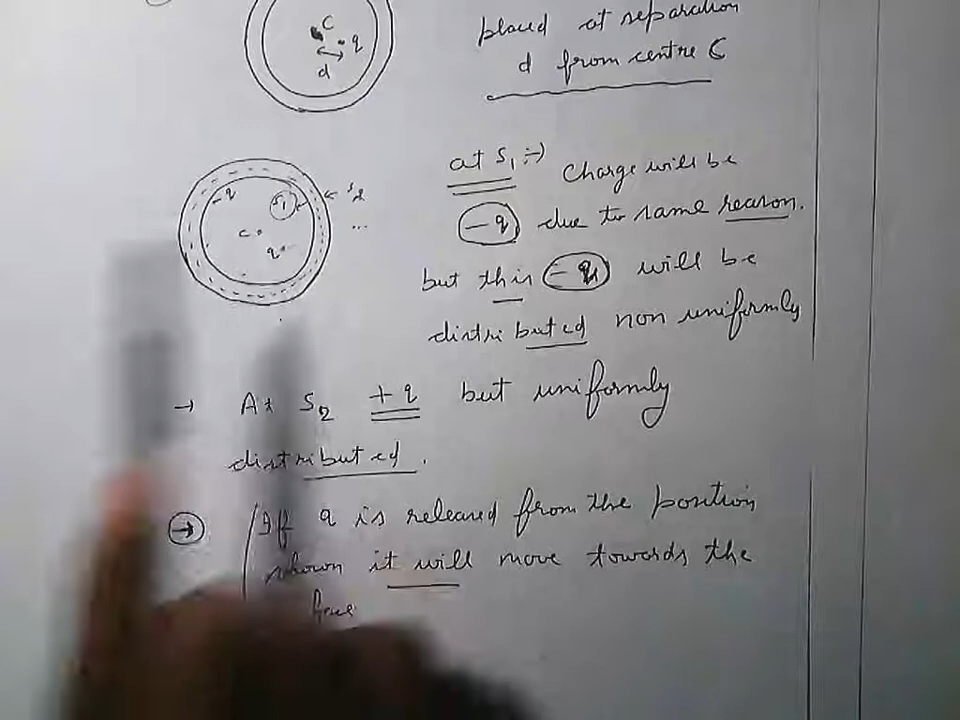 C
q
d
placed at separation
d from centre C
-q
S1
S2
C
q
...
at S1 :-) Charge will be
-q due to same reason.
but this -q will be
distributed non uniformly
→ At S2 +q but uniformly
distributed.
→ If q is released from the position
shown it will move towards the